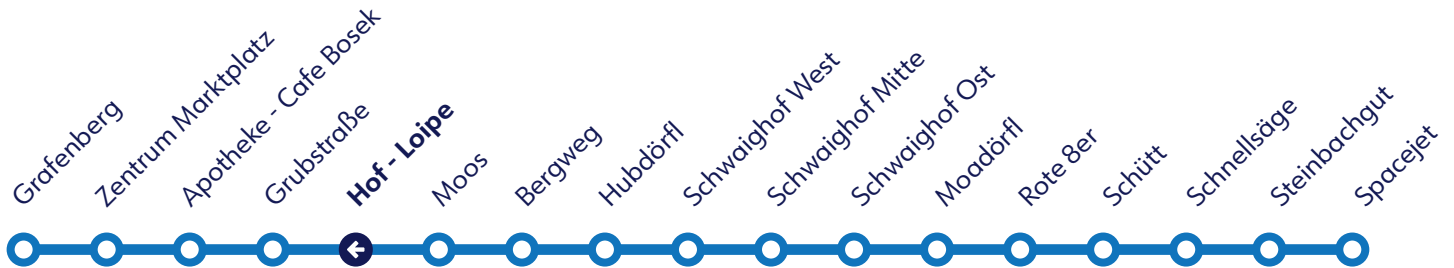 Grafenberg
Zentrum Marktplatz
Apotheke - Cafe Bosek
Grubstraße
Hof - Loipe
Moos
Bergweg
Hubdörfl
Schwaighof West
Schwaighof Mitte
Schwaighof Ost
Moadörfl
Rote 8er
Schütt
Schnellsäge
Steinbachgut
Spacejet